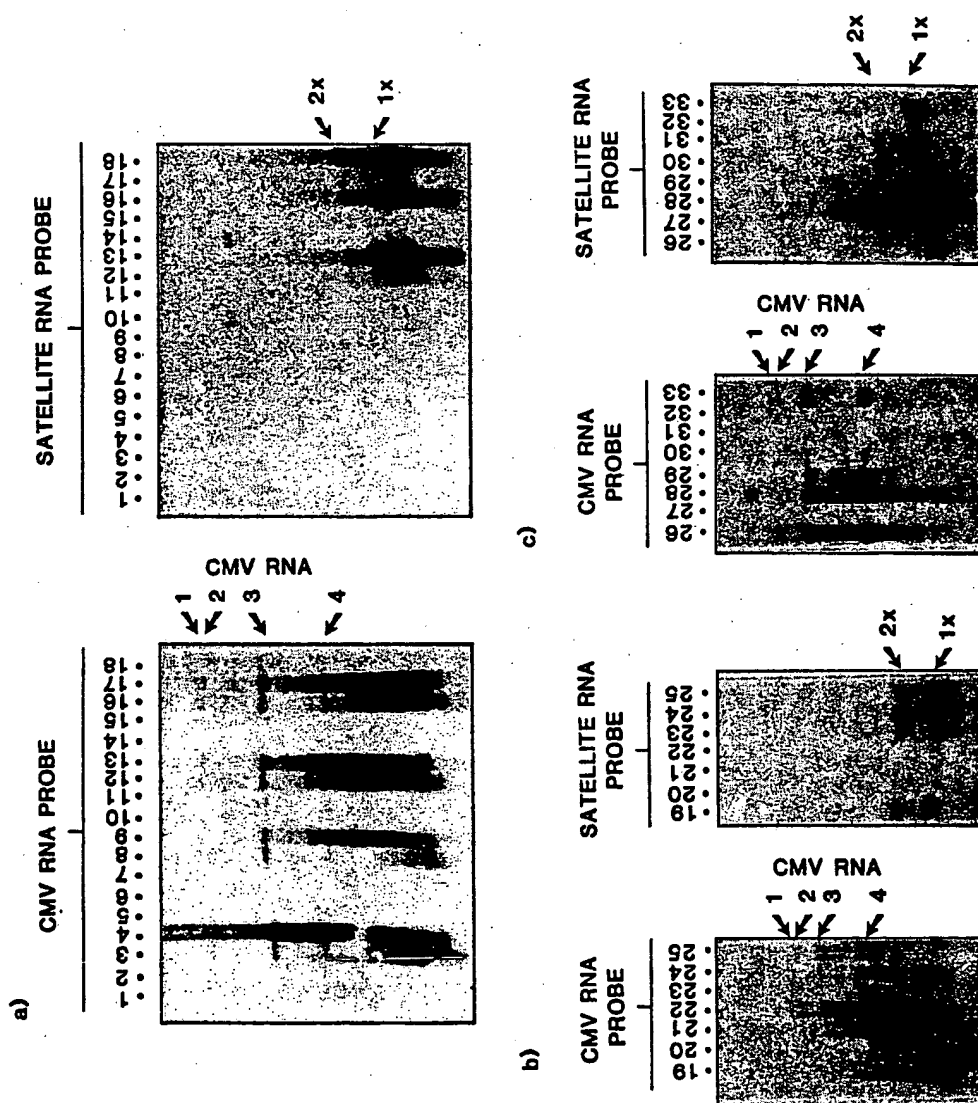 a)
CMV RNA PROBE
1 2 3 4 5 6 7 8 9 10 11 12 13 14 15 16 17 18
CMV RNA
1
2
3
4
SATELLITE RNA PROBE
1 2 3 4 5 6 7 8 9 10 11 12 13 14 15 16 17 18
2x
1x
b)
CMV RNA
PROBE
19 20 21 22 23 24 25
CMV RNA
1
2
3
4
SATELLITE RNA
PROBE
19 20 21 22 23 24 25
2x
1x
c)
CMV RNA
PROBE
26 27 28 29 30 31 32 33
CMV RNA
1
2
3
4
SATELLITE RNA
PROBE
26 27 28 29 30 31 32 33
2x
1x